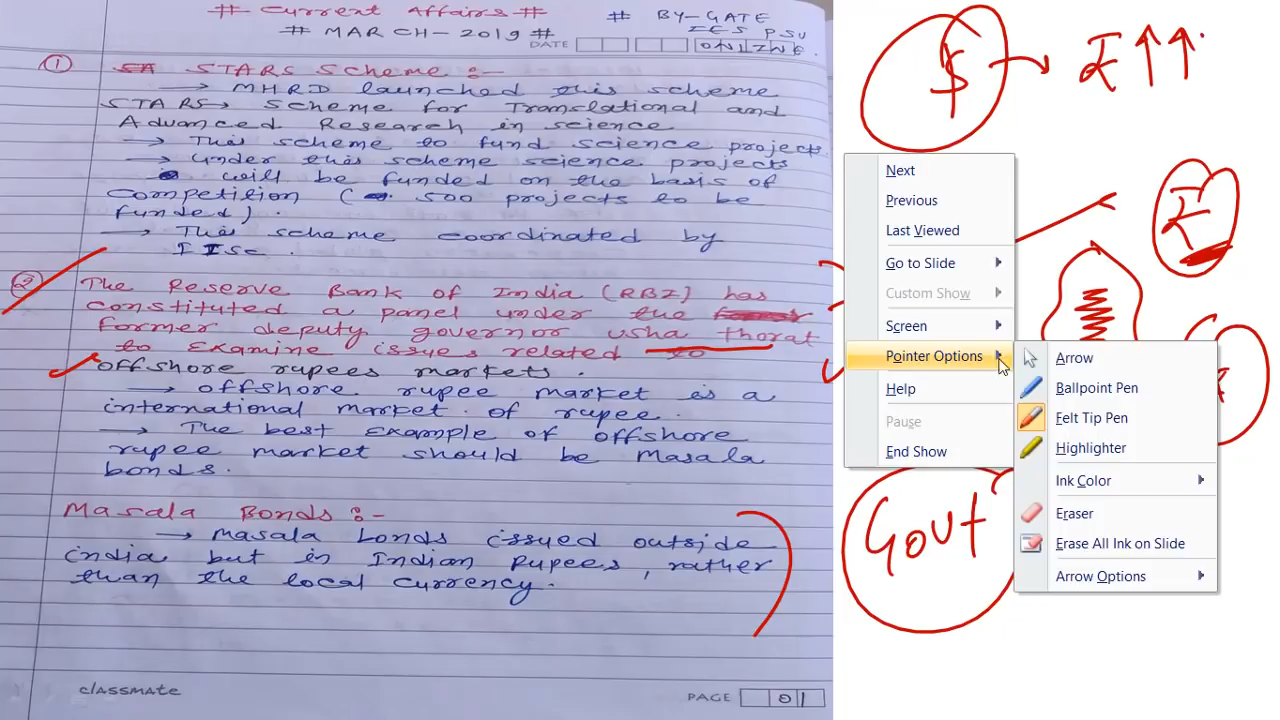 # Current Affairs #
# MARCH-2019 #
# BY-GATE
IES PSU
DATE
ONLINE
① STARS Scheme :-
→ MHRD launched this scheme
STARS → Scheme for Translational and
Advanced Research in science
→ This scheme to fund science projects
→ under this scheme science projects
will be funded on the basis of
Competition ( 500 projects to be
funded).
→ This scheme coordinated by
IISc.
② The Reserve Bank of India (RBI) has
constituted a panel under the
former deputy governor usha thorat
to examine issues related to
offshore rupees markets.
→ offshore rupee market is a
international market of rupee.
→ The best example of offshore
rupee market should be masala
bonds.
Masala Bonds :-
→ masala bonds issued outside
india but in Indian Rupees, rather
than the local currency.
classmate
PAGE 01
$ → ₹ ↑↑
₹
Govt
Next
Previous
Last Viewed
Go to Slide
Custom Show
Screen
Pointer Options
Help
Pause
End Show
Arrow
Ballpoint Pen
Felt Tip Pen
Highlighter
Ink Color
Eraser
Erase All Ink on Slide
Arrow Options